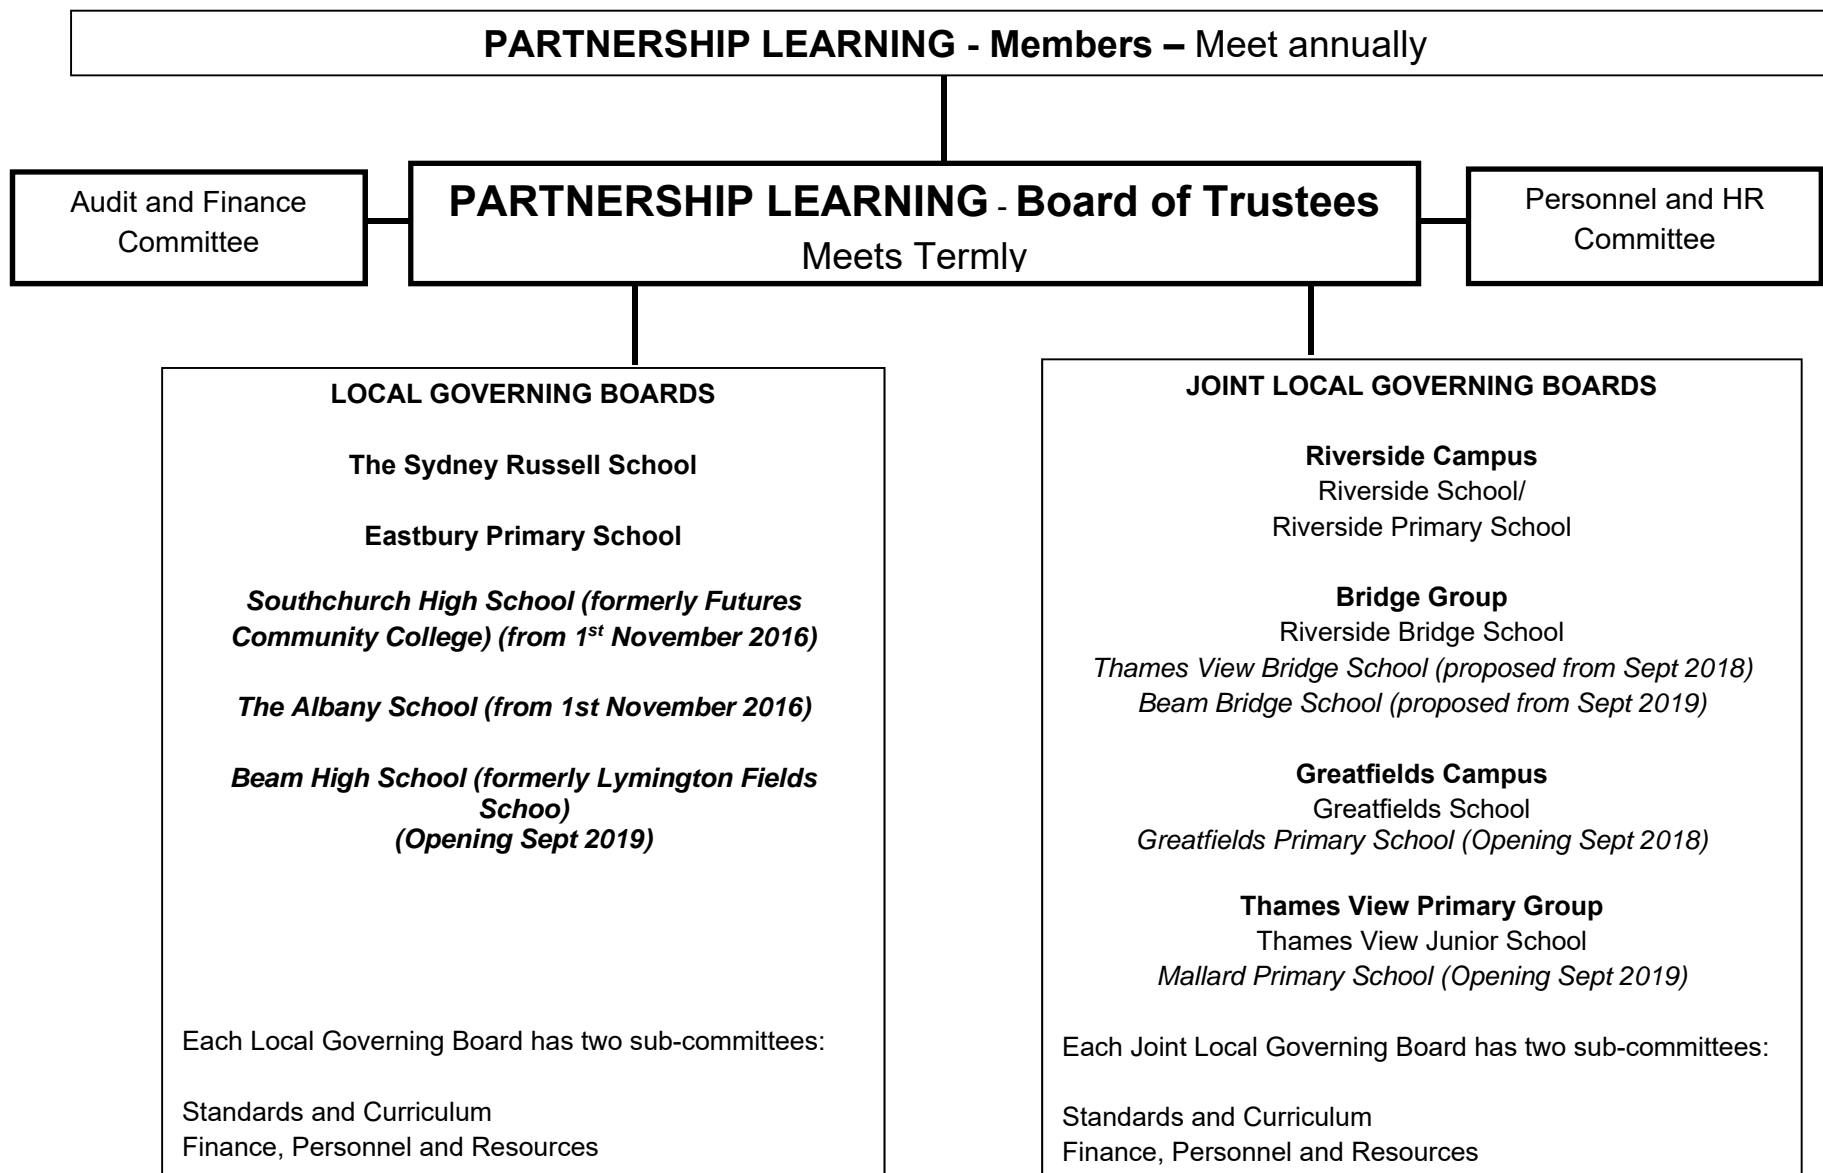 PARTNERSHIP LEARNING - Members – Meet annually
Audit and Finance
Committee
PARTNERSHIP LEARNING - Board of Trustees
Meets Termly
Personnel and HR
Committee
LOCAL GOVERNING BOARDS
The Sydney Russell School
Eastbury Primary School
Southchurch High School (formerly Futures
Community College) (from 1st November 2016)
The Albany School (from 1st November 2016)
Beam High School (formerly Lymington Fields
Schoo)
(Opening Sept 2019)
Each Local Governing Board has two sub-committees:
Standards and Curriculum
Finance, Personnel and Resources
JOINT LOCAL GOVERNING BOARDS
Riverside Campus
Riverside School/
Riverside Primary School
Bridge Group
Riverside Bridge School
Thames View Bridge School (proposed from Sept 2018)
Beam Bridge School (proposed from Sept 2019)
Greatfields Campus
Greatfields School
Greatfields Primary School (Opening Sept 2018)
Thames View Primary Group
Thames View Junior School
Mallard Primary School (Opening Sept 2019)
Each Joint Local Governing Board has two sub-committees:
Standards and Curriculum
Finance, Personnel and Resources